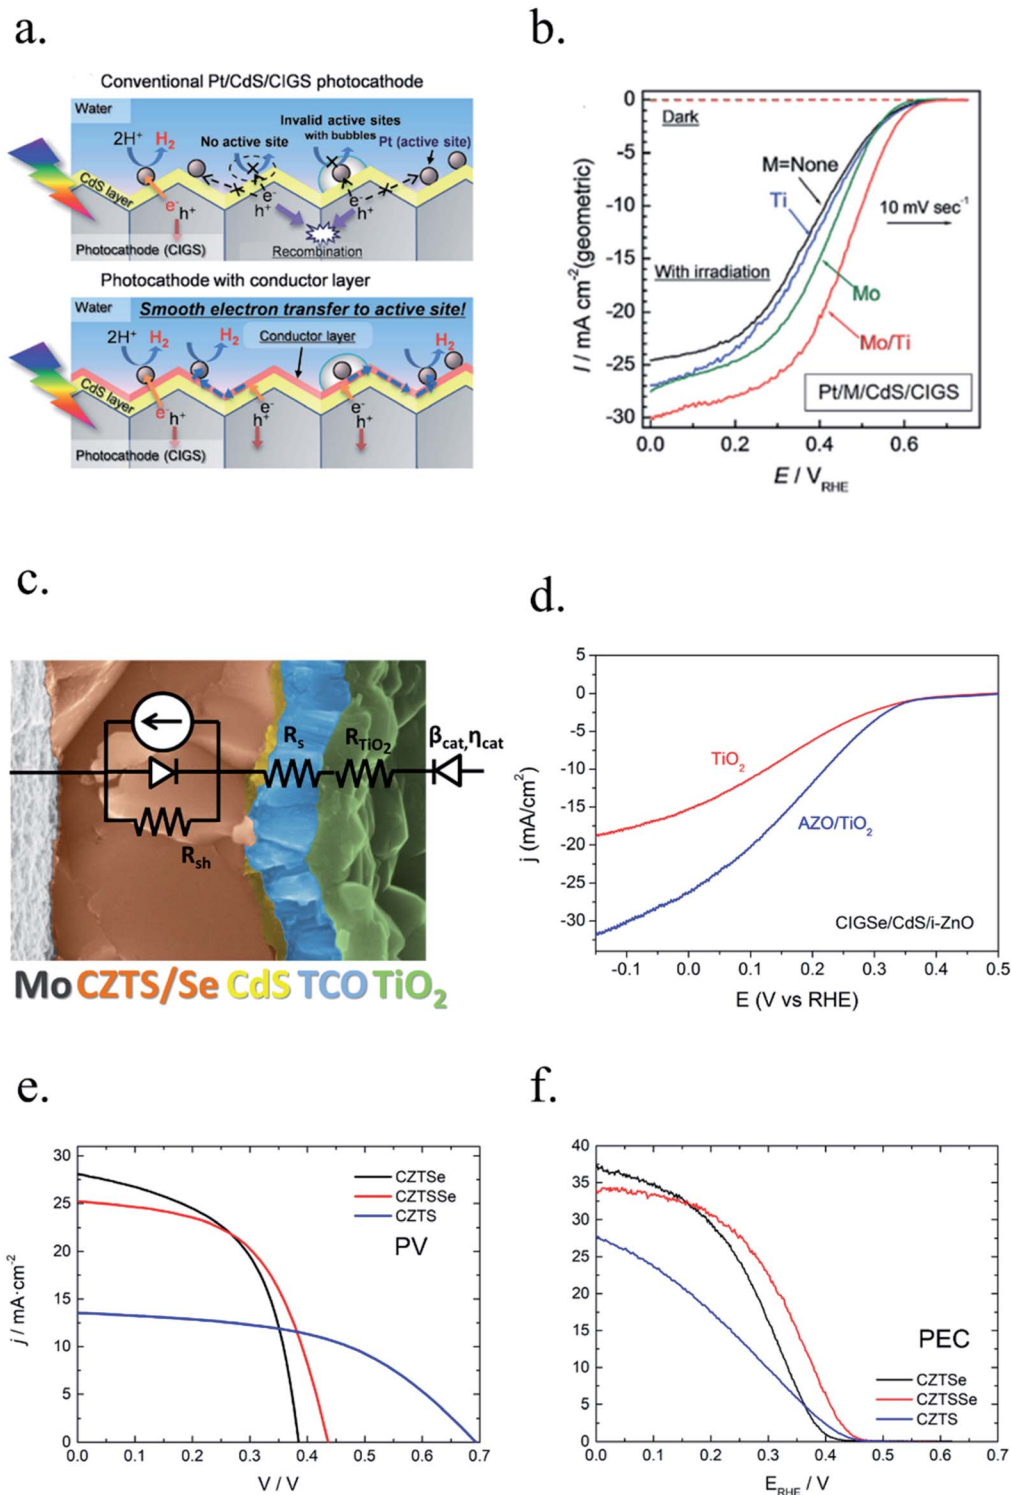 a.
Conventional Pt/CdS/CIGS photocathode
Water
2H⁺
H₂
No active site
Invalid active sites
with bubbles
Pt (active site)
CdS layer
e⁻
h⁺
e⁻
h⁺
e⁻
h⁺
Photocathode (CIGS)
Recombination
Photocathode with conductor layer
Water
Smooth electron transfer to active site!
2H⁺
H₂
H₂
Conductor layer
H₂
CdS layer
e⁻
h⁺
e⁻
h⁺
e⁻
h⁺
Photocathode (CIGS)
b.
0
-5
-10
-15
-20
-25
-30
I / mA cm⁻²(geometric)
Dark
M=None
Ti
10 mV sec⁻¹
With irradiation
Mo
Mo/Ti
Pt/M/CdS/CIGS
0.0 0.2 0.4 0.6
E / V_RHE
c.
R_s
R_TiO₂
β_cat,η_cat
R_sh
Mo CZTS/Se CdS TCO TiO₂
d.
5
0
-5
-10
-15
-20
-25
-30
j (mA/cm²)
TiO₂
AZO/TiO₂
CIGSe/CdS/i-ZnO
-0.1 0.0 0.1 0.2 0.3 0.4 0.5
E (V vs RHE)
e.
30
25
20
15
10
5
0
j / mA·cm⁻²
CZTSe
CZTSSe
CZTS
PV
0.0 0.1 0.2 0.3 0.4 0.5 0.6 0.7
V / V
f.
40
35
30
25
20
15
10
5
0
PEC
CZTSe
CZTSSe
CZTS
0.0 0.1 0.2 0.3 0.4 0.5 0.6 0.7
E_RHE / V